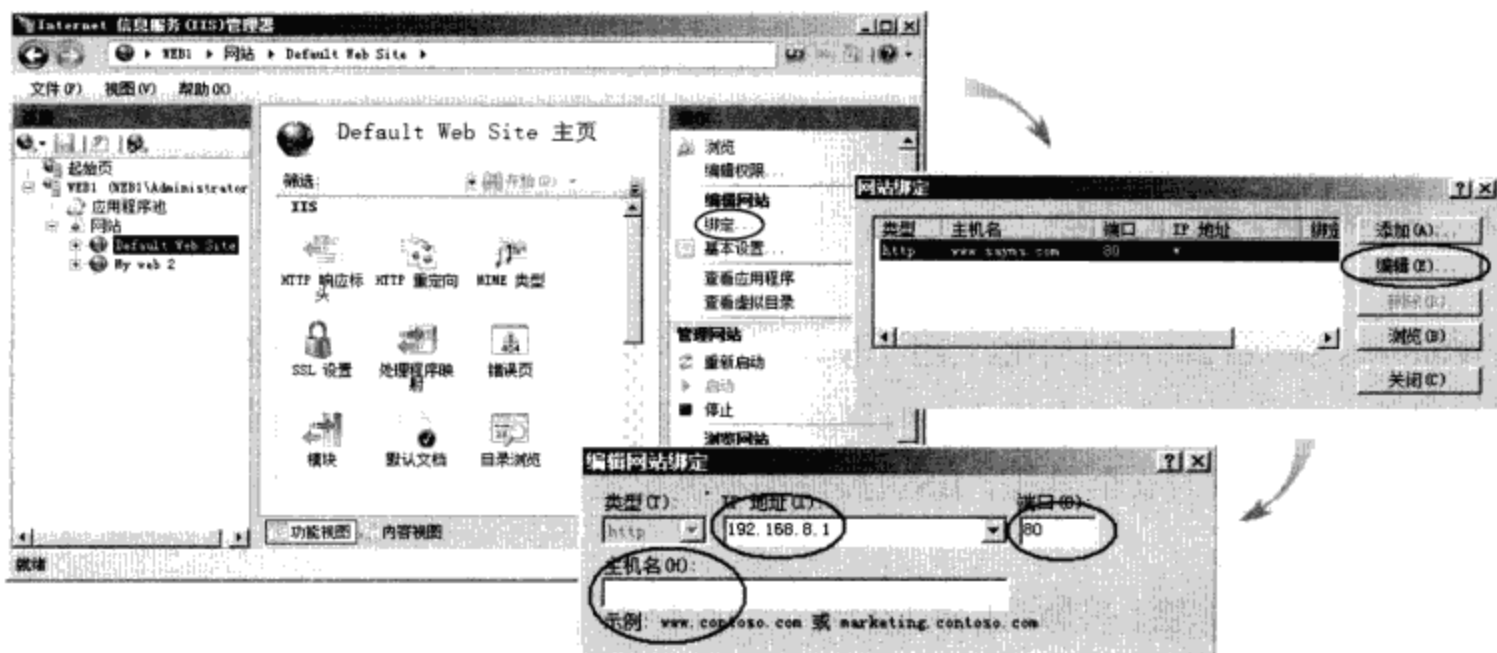 Internet 信息服务(IIS)管理器
WEB1 网站 Default Web Site
文件(F) 视图(V) 帮助(H)
起始页
WEB1 (WEB1\Administrator
应用程序池
网站
Default Web Site
My web 2
Default Web Site 主页
筛选:
开始(G)
IIS
HTTP 响应标头
HTTP 重定向
MIME 类型
SSL 设置
处理程序映射
错误页
模块
默认文档
目录浏览
功能视图
内容视图
就绪
浏览
编辑权限...
编辑网站
绑定...
基本设置...
查看应用程序
查看虚拟目录
管理网站
重新启动
启动
停止
浏览网站
网站绑定
类型 主机名 端口 IP 地址
http 80 *
添加(A)...
编辑(E)...
删除(R)
浏览(B)
关闭(C)
编辑网站绑定
类型(T): IP 地址(I): 端口(O):
http 192.168.8.1 80
主机名(H):
示例: www.contoso.com 或 marketing.contoso.com